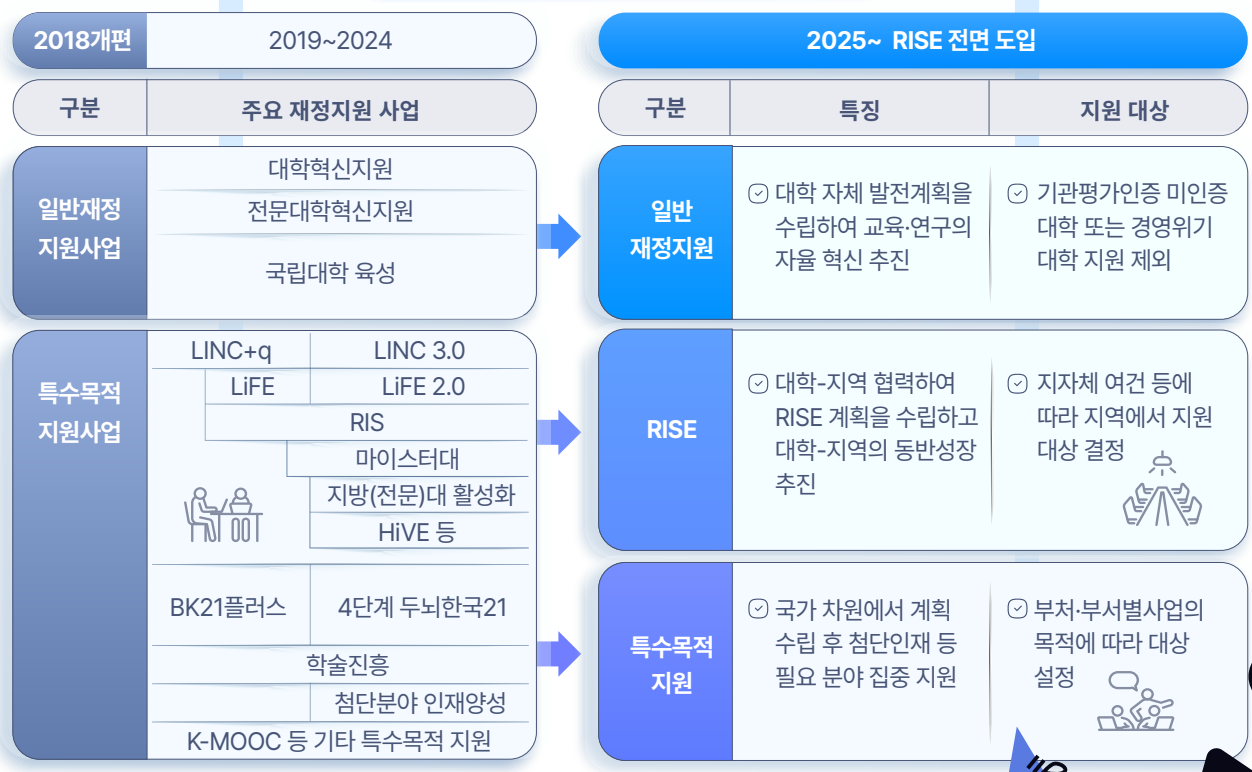 2018개편 2019~2024
구분 주요 재정지원 사업
일반재정
지원사업
대학혁신지원
전문대학혁신지원
국립대학 육성
특수목적
지원사업
LINC+q LINC 3.0
LiFE LiFE 2.0
RIS
마이스터대
지방(전문)대 활성화
HiVE 등
BK21플러스 4단계 두뇌한국21
학술진흥
첨단분야 인재양성
K-MOOC 등 기타 특수목적 지원
2025~ RISE 전면 도입
구분 특징 지원 대상
일반
재정지원
대학 자체 발전계획을
수립하여 교육·연구의
자율 혁신 추진
기관평가인증 미인증
대학 또는 경영위기
대학 지원 제외
RISE
대학-지역 협력하여
RISE 계획을 수립하고
대학-지역의 동반성장
추진
지자체 여건 등에
따라 지역에서 지원
대상 결정
특수목적
지원
국가 차원에서 계획
수립 후 첨단인재 등
필요 분야 집중 지원
부처·부서별사업의
목적에 따라 대상
설정